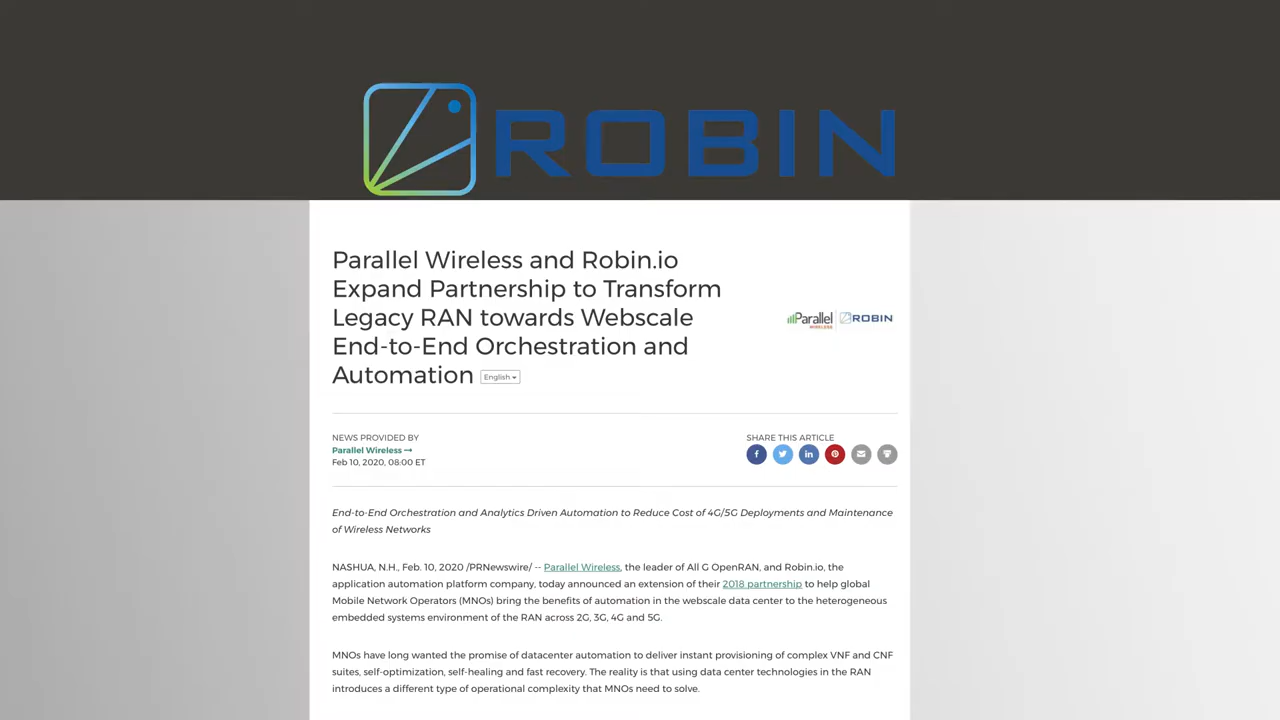 ROBIN
Parallel Wireless and Robin.io
Expand Partnership to Transform
Legacy RAN towards Webscale
End-to-End Orchestration and
Automation English
Parallel WIRELESS ROBIN
NEWS PROVIDED BY
Parallel Wireless →
Feb 10, 2020, 08:00 ET
SHARE THIS ARTICLE
End-to-End Orchestration and Analytics Driven Automation to Reduce Cost of 4G/5G Deployments and Maintenance
of Wireless Networks
NASHUA, N.H., Feb. 10, 2020 /PRNewswire/ -- Parallel Wireless, the leader of All G OpenRAN, and Robin.io, the
application automation platform company, today announced an extension of their 2018 partnership to help global
Mobile Network Operators (MNOs) bring the benefits of automation in the webscale data center to the heterogeneous
embedded systems environment of the RAN across 2G, 3G, 4G and 5G.
MNOs have long wanted the promise of datacenter automation to deliver instant provisioning of complex VNF and CNF
suites, self-optimization, self-healing and fast recovery. The reality is that using data center technologies in the RAN
introduces a different type of operational complexity that MNOs need to solve.